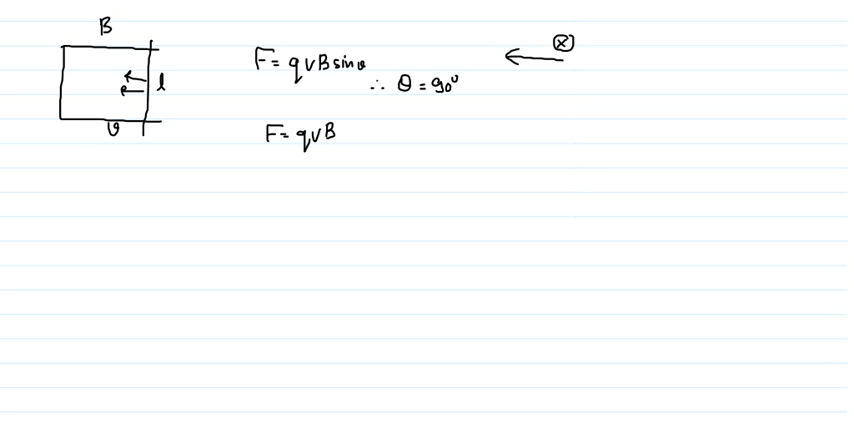 B
F = qvB sinθ
∴ θ = 90°
l
v
F = qvB